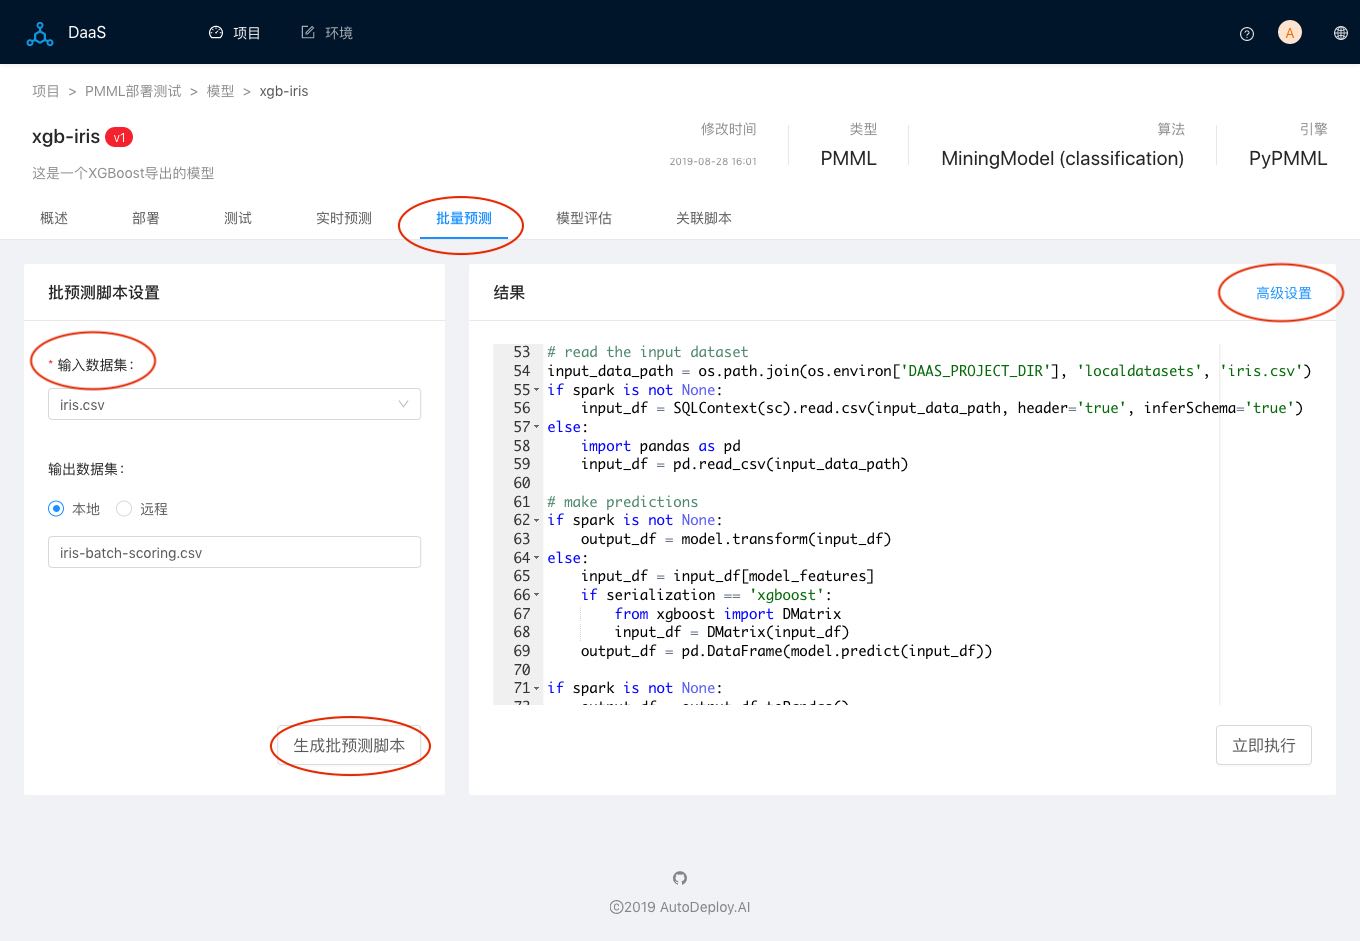 DaaS 项目 环境 A
项目 > PMML部署测试 > 模型 > xgb-iris
xgb-iris v1
这是一个XGBoost导出的模型
修改时间 类型 算法 引擎
2019-08-28 16:01 PMML MiningModel (classification) PyPMML
概述 部署 测试 实时预测 批量预测 模型评估 关联脚本
批预测脚本设置
* 输入数据集:
iris.csv
输出数据集:
本地 远程
iris-batch-scoring.csv
生成批预测脚本
结果 高级设置
53 # read the input dataset
54 input_data_path = os.path.join(os.environ['DAAS_PROJECT_DIR'], 'localdatasets', 'iris.csv')
55 if spark is not None:
56     input_df = SQLContext(sc).read.csv(input_data_path, header='true', inferSchema='true')
57 else:
58     import pandas as pd
59     input_df = pd.read_csv(input_data_path)
60
61 # make predictions
62 if spark is not None:
63     output_df = model.transform(input_df)
64 else:
65     input_df = input_df[model_features]
66     if serialization == 'xgboost':
67         from xgboost import DMatrix
68         input_df = DMatrix(input_df)
69     output_df = pd.DataFrame(model.predict(input_df))
70
71 if spark is not None:
72     output_df = output_df.toPandas()
立即执行
©2019 AutoDeploy.AI